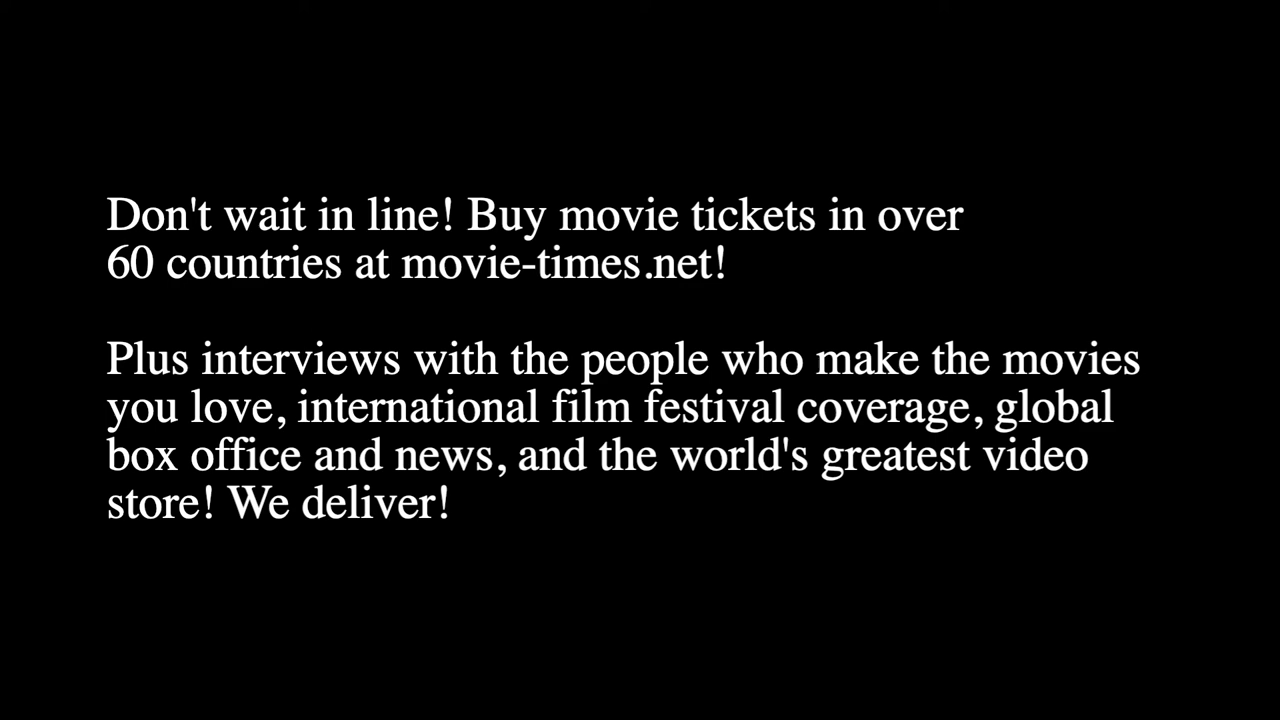 Don't wait in line! Buy movie tickets in over
60 countries at movie-times.net!
Plus interviews with the people who make the movies
you love, international film festival coverage, global
box office and news, and the world's greatest video
store! We deliver!